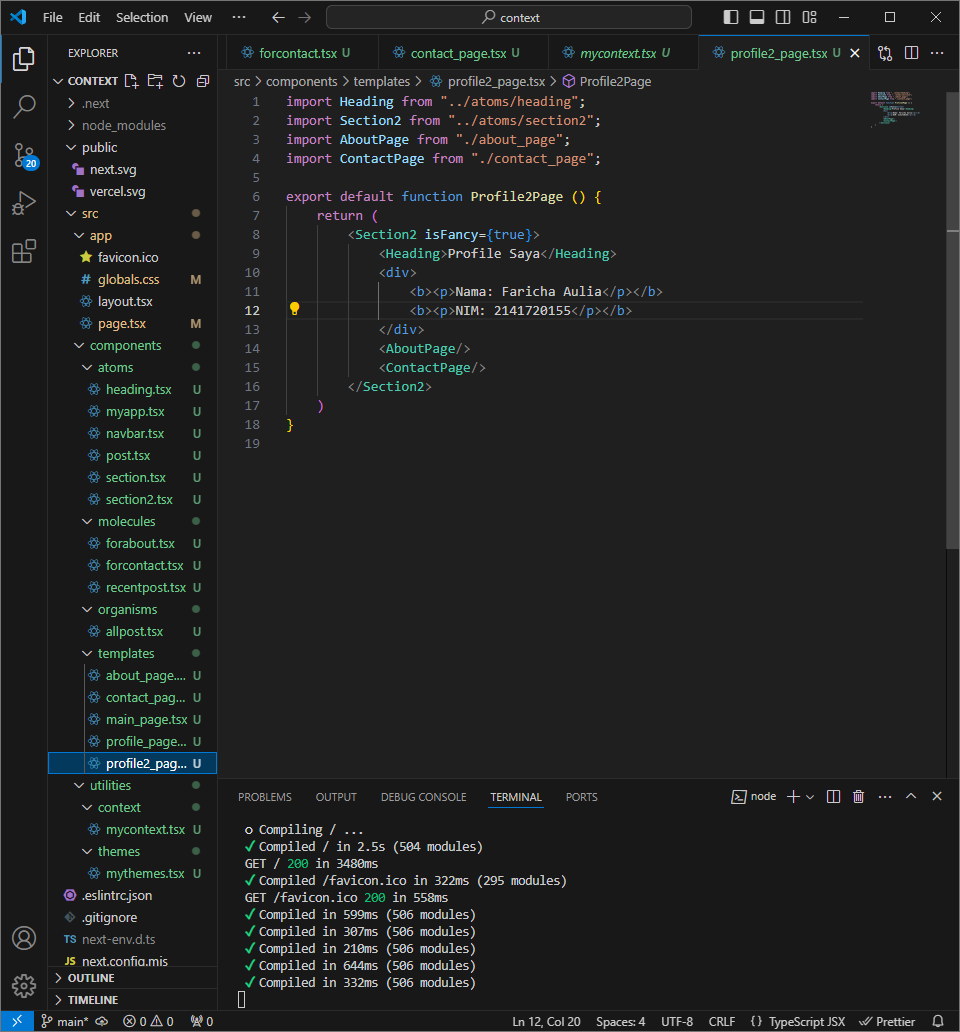 File Edit Selection View ··· context
EXPLORER ···
CONTEXT
.next
node_modules
public
next.svg
vercel.svg
src
app
favicon.ico
# globals.css M
layout.tsx
page.tsx M
components
atoms
heading.tsx U
myapp.tsx U
navbar.tsx U
post.tsx U
section.tsx U
section2.tsx U
molecules
forabout.tsx U
forcontact.tsx U
recentpost.tsx U
organisms
allpost.tsx U
templates
about_page.... U
contact_pag... U
main_page.tsx U
profile_page... U
profile2_pag... U
utilities
context
mycontext.tsx U
themes
mythemes.tsx U
.eslintrc.json
.gitignore
TS next-env.d.ts
JS next.config.mjs
OUTLINE
TIMELINE
20
forcontact.tsx U contact_page.tsx U mycontext.tsx U profile2_page.tsx U
src > components > templates > profile2_page.tsx > Profile2Page
1 import Heading from "../atoms/heading";
2 import Section2 from "../atoms/section2";
3 import AboutPage from "./about_page";
4 import ContactPage from "./contact_page";
5
6 export default function Profile2Page () {
7 return (
8 <Section2 isFancy={true}>
9 <Heading>Profile Saya</Heading>
10 <div>
11 <b><p>Nama: Faricha Aulia</p></b>
12 <b><p>NIM: 2141720155</p></b>
13 </div>
14 <AboutPage/>
15 <ContactPage/>
16 </Section2>
17 )
18 }
19
PROBLEMS OUTPUT DEBUG CONSOLE TERMINAL PORTS node
○ Compiling / ...
✓ Compiled / in 2.5s (504 modules)
GET / 200 in 3480ms
✓ Compiled /favicon.ico in 322ms (295 modules)
GET /favicon.ico 200 in 558ms
✓ Compiled in 599ms (506 modules)
✓ Compiled in 307ms (506 modules)
✓ Compiled in 210ms (506 modules)
✓ Compiled in 644ms (506 modules)
✓ Compiled in 332ms (506 modules)
main* 0 0 0 Ln 12, Col 20 Spaces: 4 UTF-8 CRLF {} TypeScript JSX Prettier